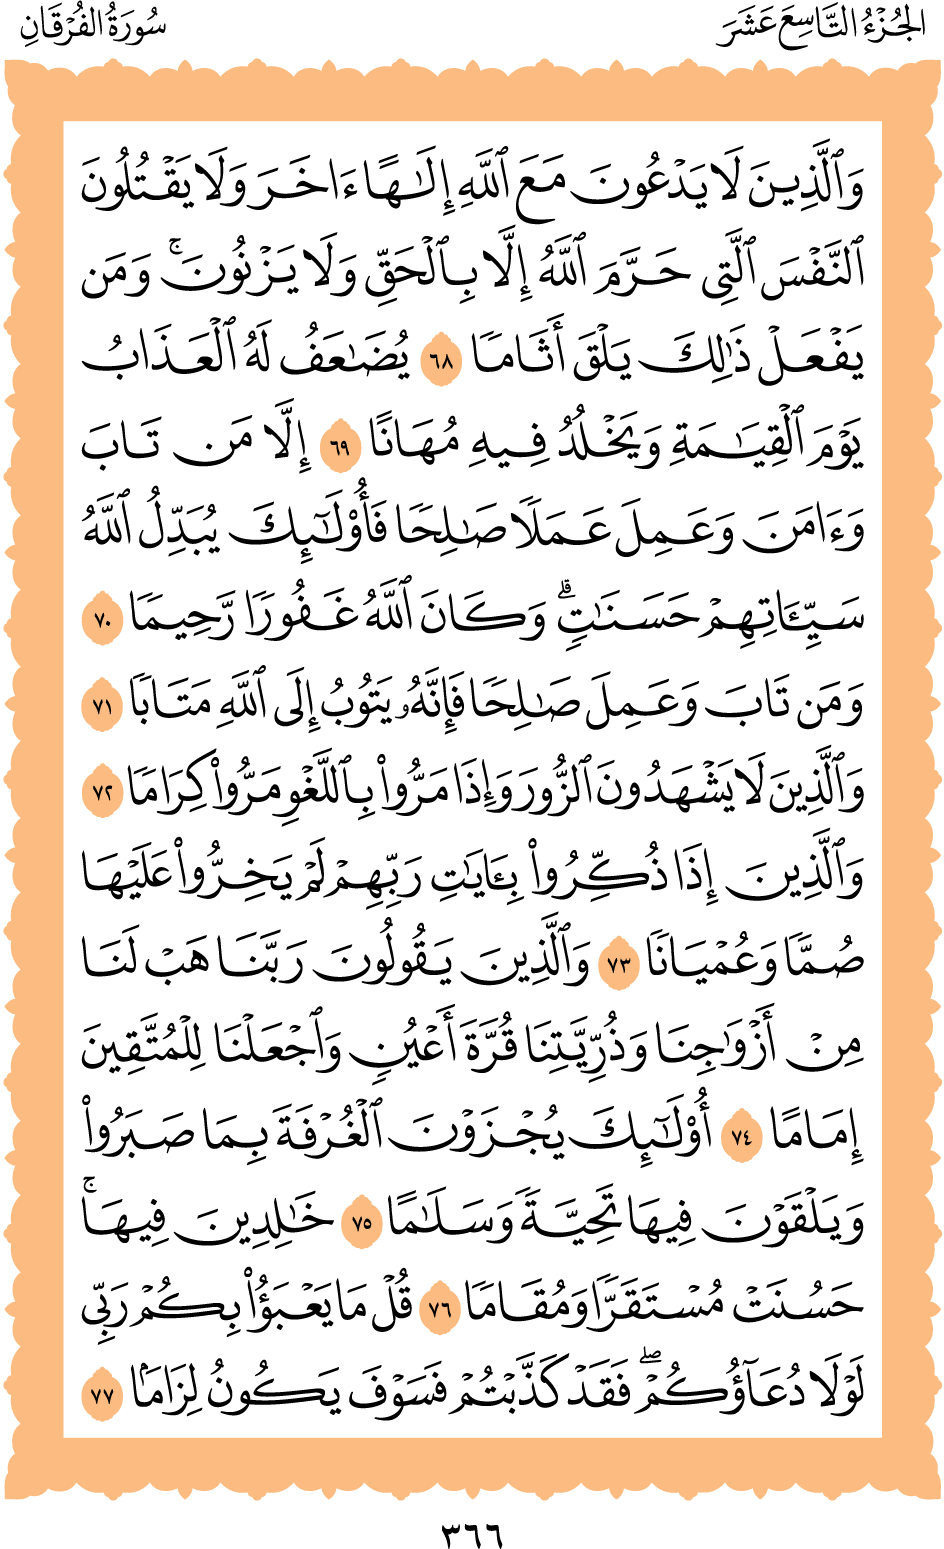 الجُزْءُ التَّاسِعَ عَشَرَ
سُورَةُ الفُرْقَانِ
وَٱلَّذِينَ لَا يَدۡعُونَ مَعَ ٱللَّهِ إِلَٰهًا ءَاخَرَ وَلَا يَقۡتُلُونَ
ٱلنَّفۡسَ ٱلَّتِي حَرَّمَ ٱللَّهُ إِلَّا بِٱلۡحَقِّ وَلَا يَزۡنُونَۚ وَمَن
يَفۡعَلۡ ذَٰلِكَ يَلۡقَ أَثَامٗا ٦٨ يُضَٰعَفۡ لَهُ ٱلۡعَذَابُ
يَوۡمَ ٱلۡقِيَٰمَةِ وَيَخۡلُدۡ فِيهِۦ مُهَانًا ٦٩ إِلَّا مَن تَابَ
وَءَامَنَ وَعَمِلَ عَمَلٗا صَٰلِحٗا فَأُوْلَٰٓئِكَ يُبَدِّلُ ٱللَّهُ
سَيِّـَٔاتِهِمۡ حَسَنَٰتٖۗ وَكَانَ ٱللَّهُ غَفُورٗا رَّحِيمٗا ٧٠
وَمَن تَابَ وَعَمِلَ صَٰلِحٗا فَإِنَّهُۥ يَتُوبُ إِلَى ٱللَّهِ مَتَابٗا ٧١
وَٱلَّذِينَ لَا يَشۡهَدُونَ ٱلزُّورَ وَإِذَا مَرُّواْ بِٱللَّغۡوِ مَرُّواْ كِرَامٗا ٧٢
وَٱلَّذِينَ إِذَا ذُكِّرُواْ بِـَٔايَٰتِ رَبِّهِمۡ لَمۡ يَخِرُّواْ عَلَيۡهَا
صُمّٗا وَعُمۡيَانٗا ٧٣ وَٱلَّذِينَ يَقُولُونَ رَبَّنَا هَبۡ لَنَا
مِنۡ أَزۡوَٰجِنَا وَذُرِّيَّٰتِنَا قُرَّةَ أَعۡيُنٖ وَٱجۡعَلۡنَا لِلۡمُتَّقِينَ
إِمَامًا ٧٤ أُوْلَٰٓئِكَ يُجۡزَوۡنَ ٱلۡغُرۡفَةَ بِمَا صَبَرُواْ
وَيُلَقَّوۡنَ فِيهَا تَحِيَّةٗ وَسَلَٰمًا ٧٥ خَٰلِدِينَ فِيهَاۚ
حَسُنَتۡ مُسۡتَقَرّٗا وَمُقَامٗا ٧٦ قُلۡ مَا يَعۡبَؤُاْ بِكُمۡ رَبِّي
لَوۡلَا دُعَآؤُكُمۡۖ فَقَدۡ كَذَّبۡتُمۡ فَسَوۡفَ يَكُونُ لِزَامَۢا ٧٧
٣٦٦